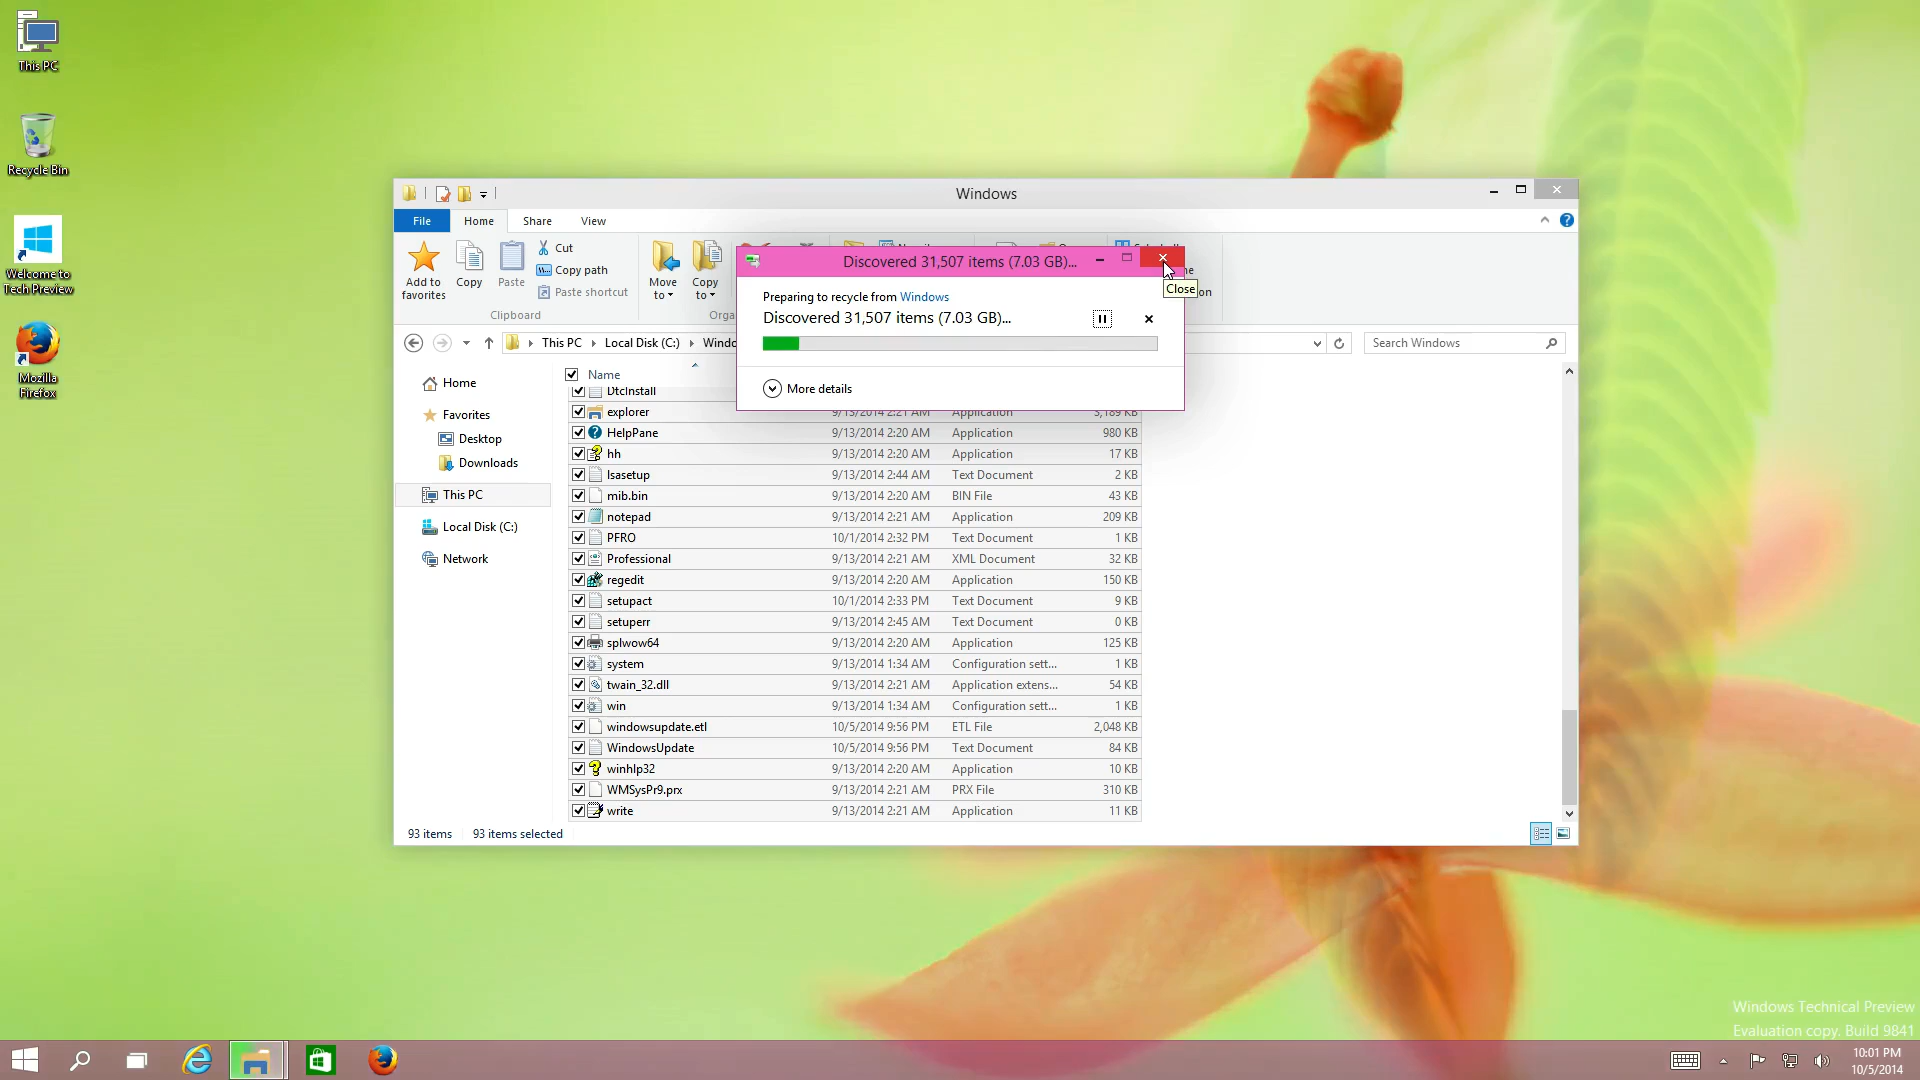 This PC
Recycle Bin
Welcome to
Tech Preview
Mozilla
Firefox
Windows
File
Home
Share
View
Add to
favorites
Copy
Paste
Cut
Copy path
Paste shortcut
Clipboard
Move
to
Copy
to
Discovered 31,507 items (7.03 GB)...
Close
Preparing to recycle from Windows
Discovered 31,507 items (7.03 GB)...
More details
This PC
Local Disk (C:)
Search Windows
Home
Favorites
Desktop
Downloads
This PC
Local Disk (C:)
Network
Name
DtcInstall
explorer 9/13/2014 2:21 AM Application 3,189 KB
HelpPane 9/13/2014 2:20 AM Application 980 KB
hh 9/13/2014 2:20 AM Application 17 KB
lsasetup 9/13/2014 2:44 AM Text Document 2 KB
mib.bin 9/13/2014 2:20 AM BIN File 43 KB
notepad 9/13/2014 2:21 AM Application 209 KB
PFRO 10/1/2014 2:32 PM Text Document 1 KB
Professional 9/13/2014 2:21 AM XML Document 32 KB
regedit 9/13/2014 2:20 AM Application 150 KB
setupact 10/1/2014 2:33 PM Text Document 9 KB
setuperr 9/13/2014 2:45 AM Text Document 0 KB
splwow64 9/13/2014 2:20 AM Application 125 KB
system 9/13/2014 1:34 AM Configuration sett... 1 KB
twain_32.dll 9/13/2014 2:21 AM Application extens... 54 KB
win 9/13/2014 1:34 AM Configuration sett... 1 KB
windowsupdate.etl 10/5/2014 9:56 PM ETL File 2,048 KB
WindowsUpdate 10/5/2014 9:56 PM Text Document 84 KB
winhlp32 9/13/2014 2:20 AM Application 10 KB
WMSysPr9.prx 9/13/2014 2:21 AM PRX File 310 KB
write 9/13/2014 2:21 AM Application 11 KB
93 items 93 items selected
Windows Technical Preview
Evaluation copy. Build 9841
10:01 PM
10/5/2014